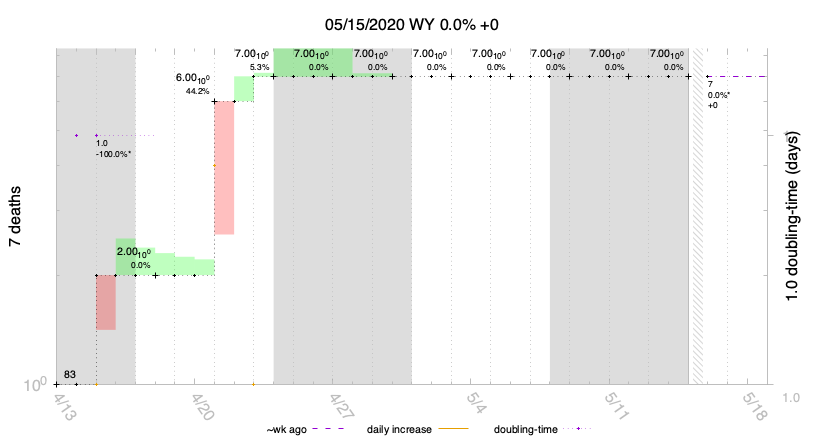 05/15/2020 WY 0.0% +0
7.0010⁰ 7.0010⁰ 7.0010⁰ 7.0010⁰ 7.0010⁰ 7.0010⁰ 7.0010⁰ 7.0010⁰
5.3% 0.0% 0.0% 0.0% 0.0% 0.0% 0.0% 0.0%
6.0010⁰
44.2%
7
0.0%*
+0
1.0
-100.0%*
2.0010⁰
0.0%
83
7 deaths
1.0 doubling-time (days)
10⁰
1.0
4/13 4/20 4/27 5/4 5/11 5/18
~wk ago daily increase doubling-time